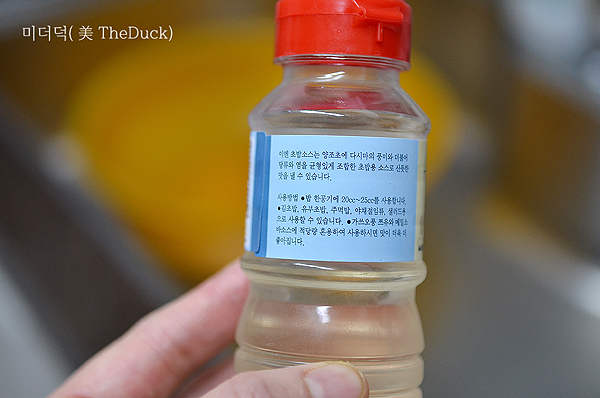 미더덕( 美 TheDuck)
이엔 초밥소스는 양조초에 다시마의 풍미와 더불어
당류와 염을 균형있게 조합한 초밥용 소스로 산뜻한
맛을 낼 수 있습니다.
사용방법 ●밥 한공기에 20cc~25cc를 사용합니다.
●김초밥, 유부초밥, 주먹밥, 야채절임류, 샐러드용
으로 사용할 수 있습니다. ●가쓰오풍 쯔유와 메밀소
바소스에 적당량 혼용하여 사용하시면 맛이 더욱 더
좋아집니다.